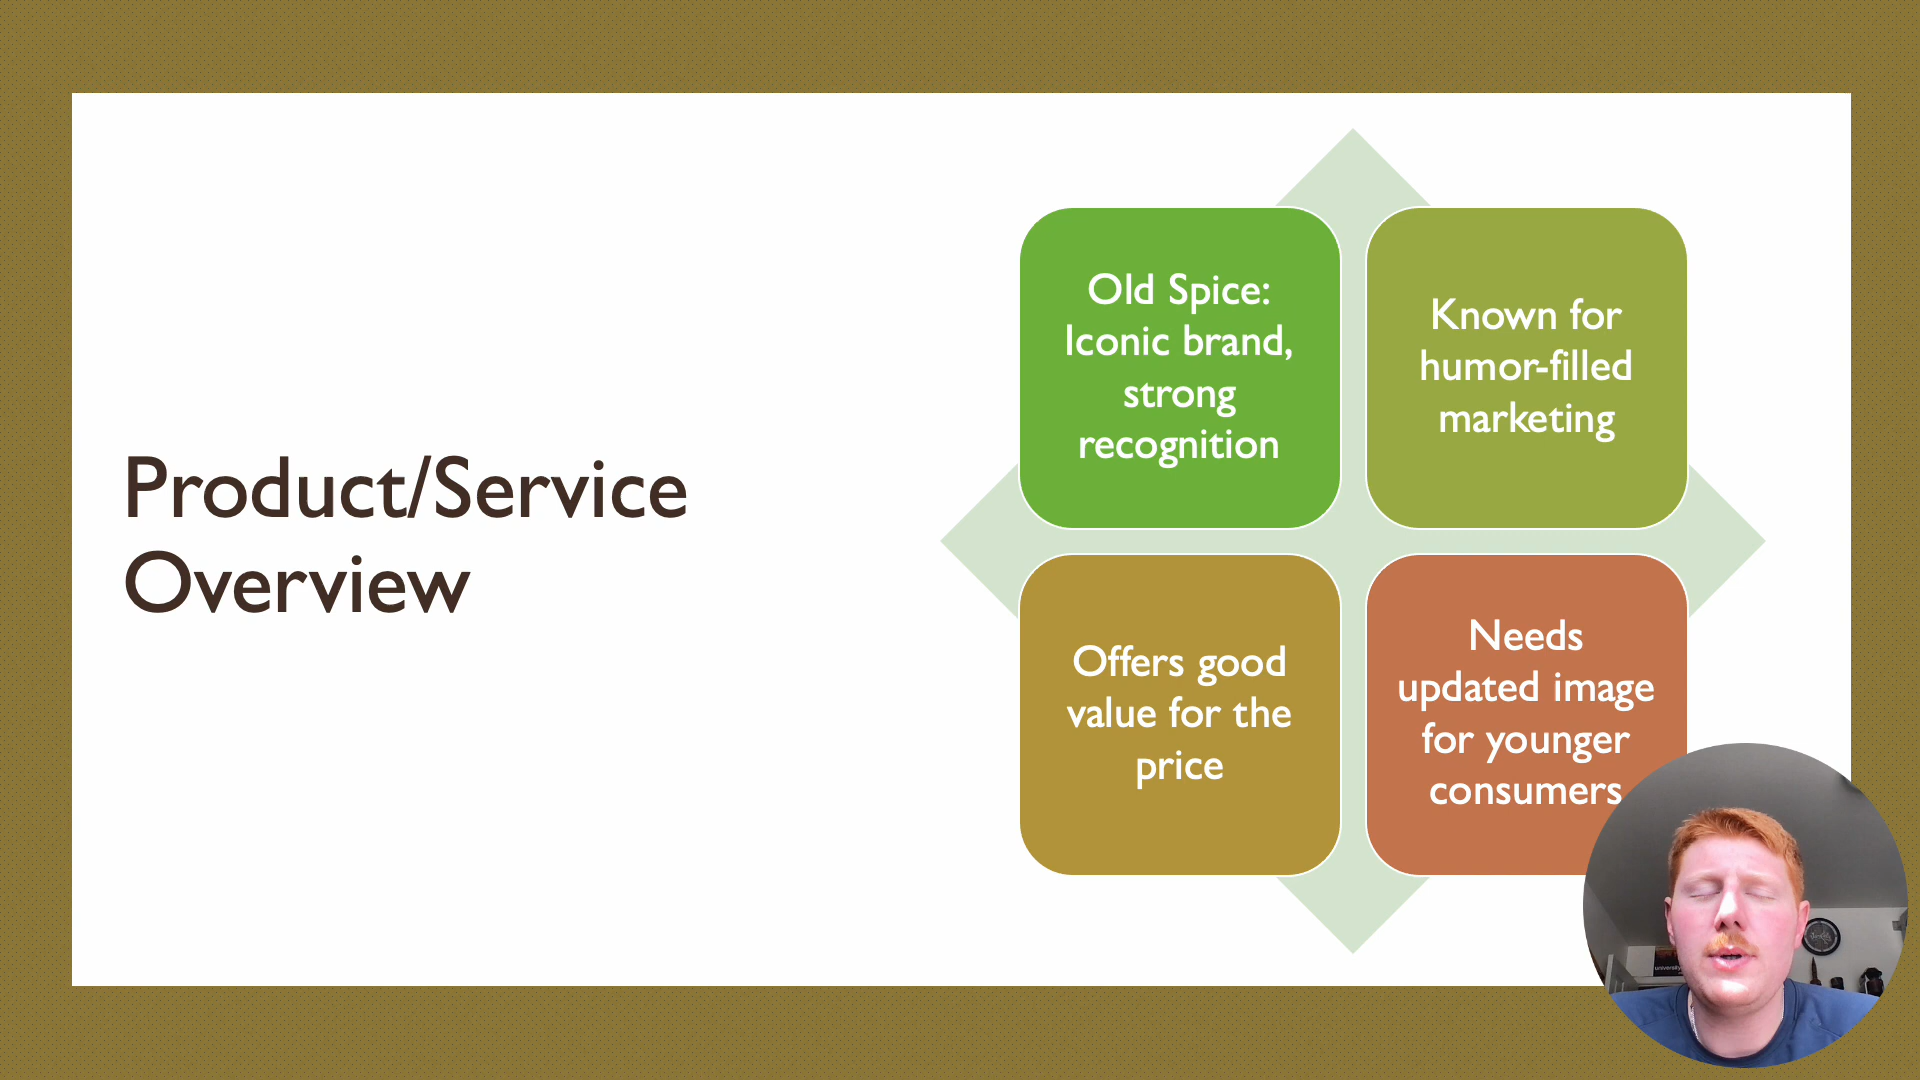 Product/Service
Overview
Old Spice:
Iconic brand,
strong
recognition
Known for
humor-filled
marketing
Offers good
value for the
price
Needs
updated image
for younger
consumers
university